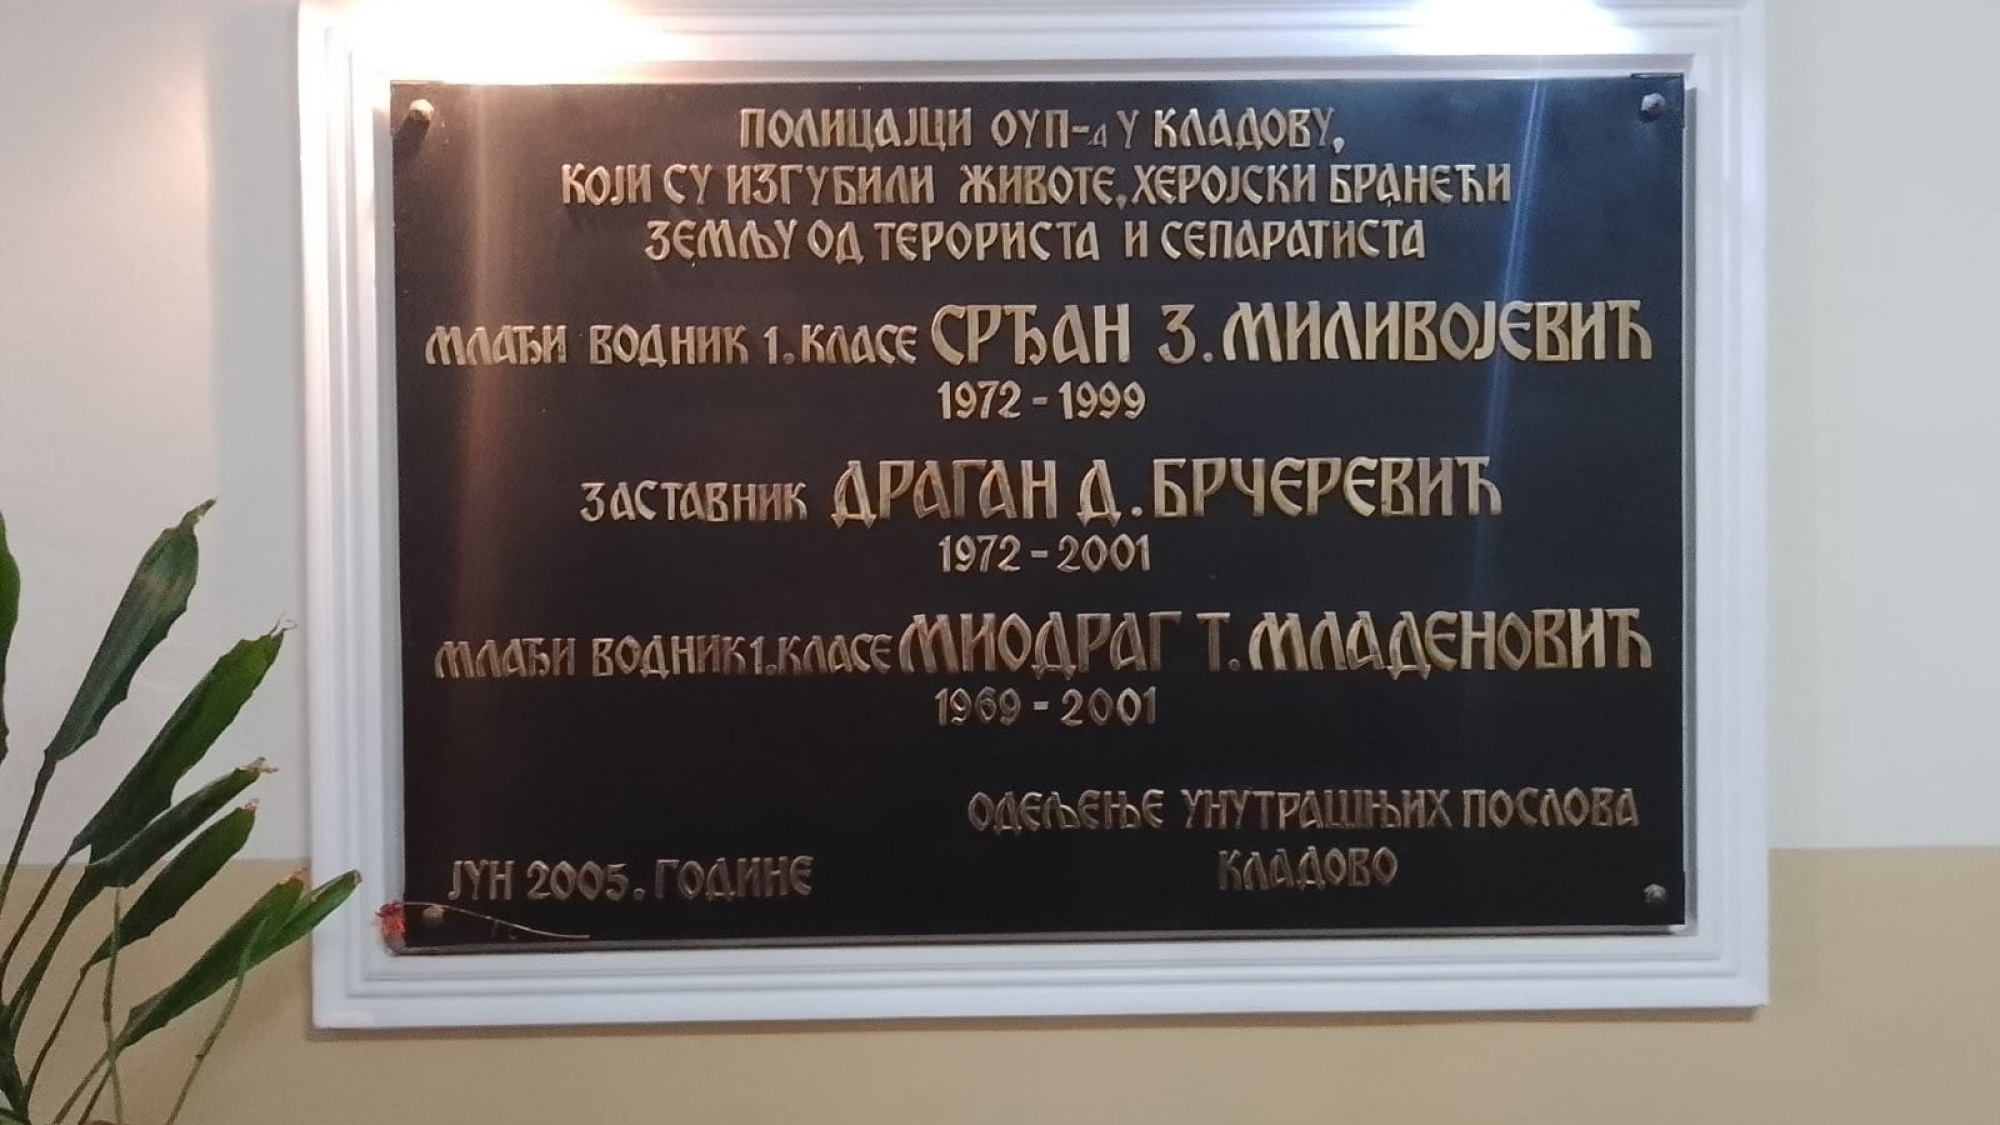 ПОЛИЦАЈЦИ ОУП-а У КЛАДОВУ,
КОЈИ СУ ИЗГУБИЛИ ЖИВОТЕ, ХЕРОЈСКИ БРАНЕЋИ
ЗЕМЉУ ОД ТЕРОРИСТА И СЕПАРАТИСТА
МЛАЂИ ВОДНИК 1. КЛАСЕ СРЂАН З. МИЛИВОЈЕВИЋ
1972 - 1999
ЗАСТАВНИК ДРАГАН Д. БРЧЕРЕВИЋ
1972 - 2001
МЛАЂИ ВОДНИК 1. КЛАСЕ МИОДРАГ Т. МЛАДЕНОВИЋ
1969 - 2001
ОДЕЉЕЊЕ УНУТРАШЊИХ ПОСЛОВА
КЛАДОВО
ЈУН 2005. ГОДИНЕ